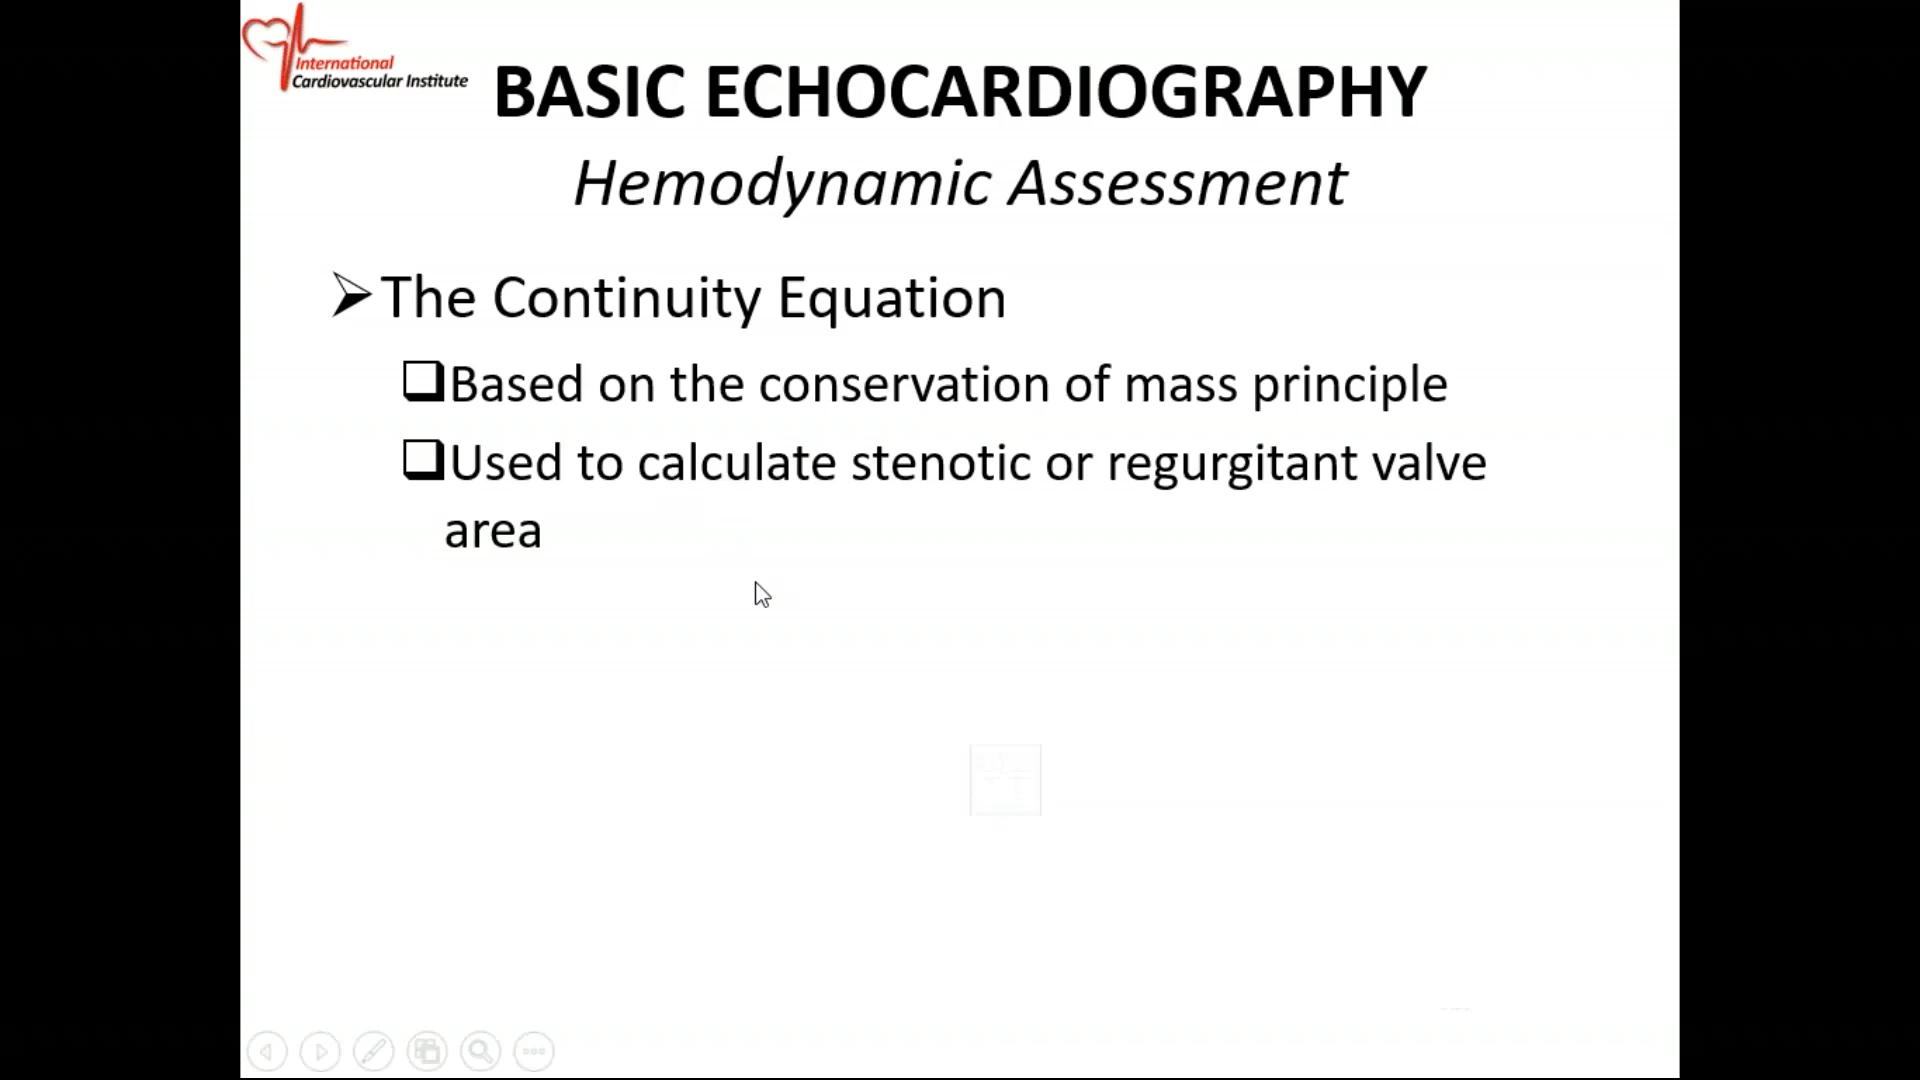 International
Cardiovascular Institute
BASIC ECHOCARDIOGRAPHY
Hemodynamic Assessment
The Continuity Equation
Based on the conservation of mass principle
Used to calculate stenotic or regurgitant valve
area